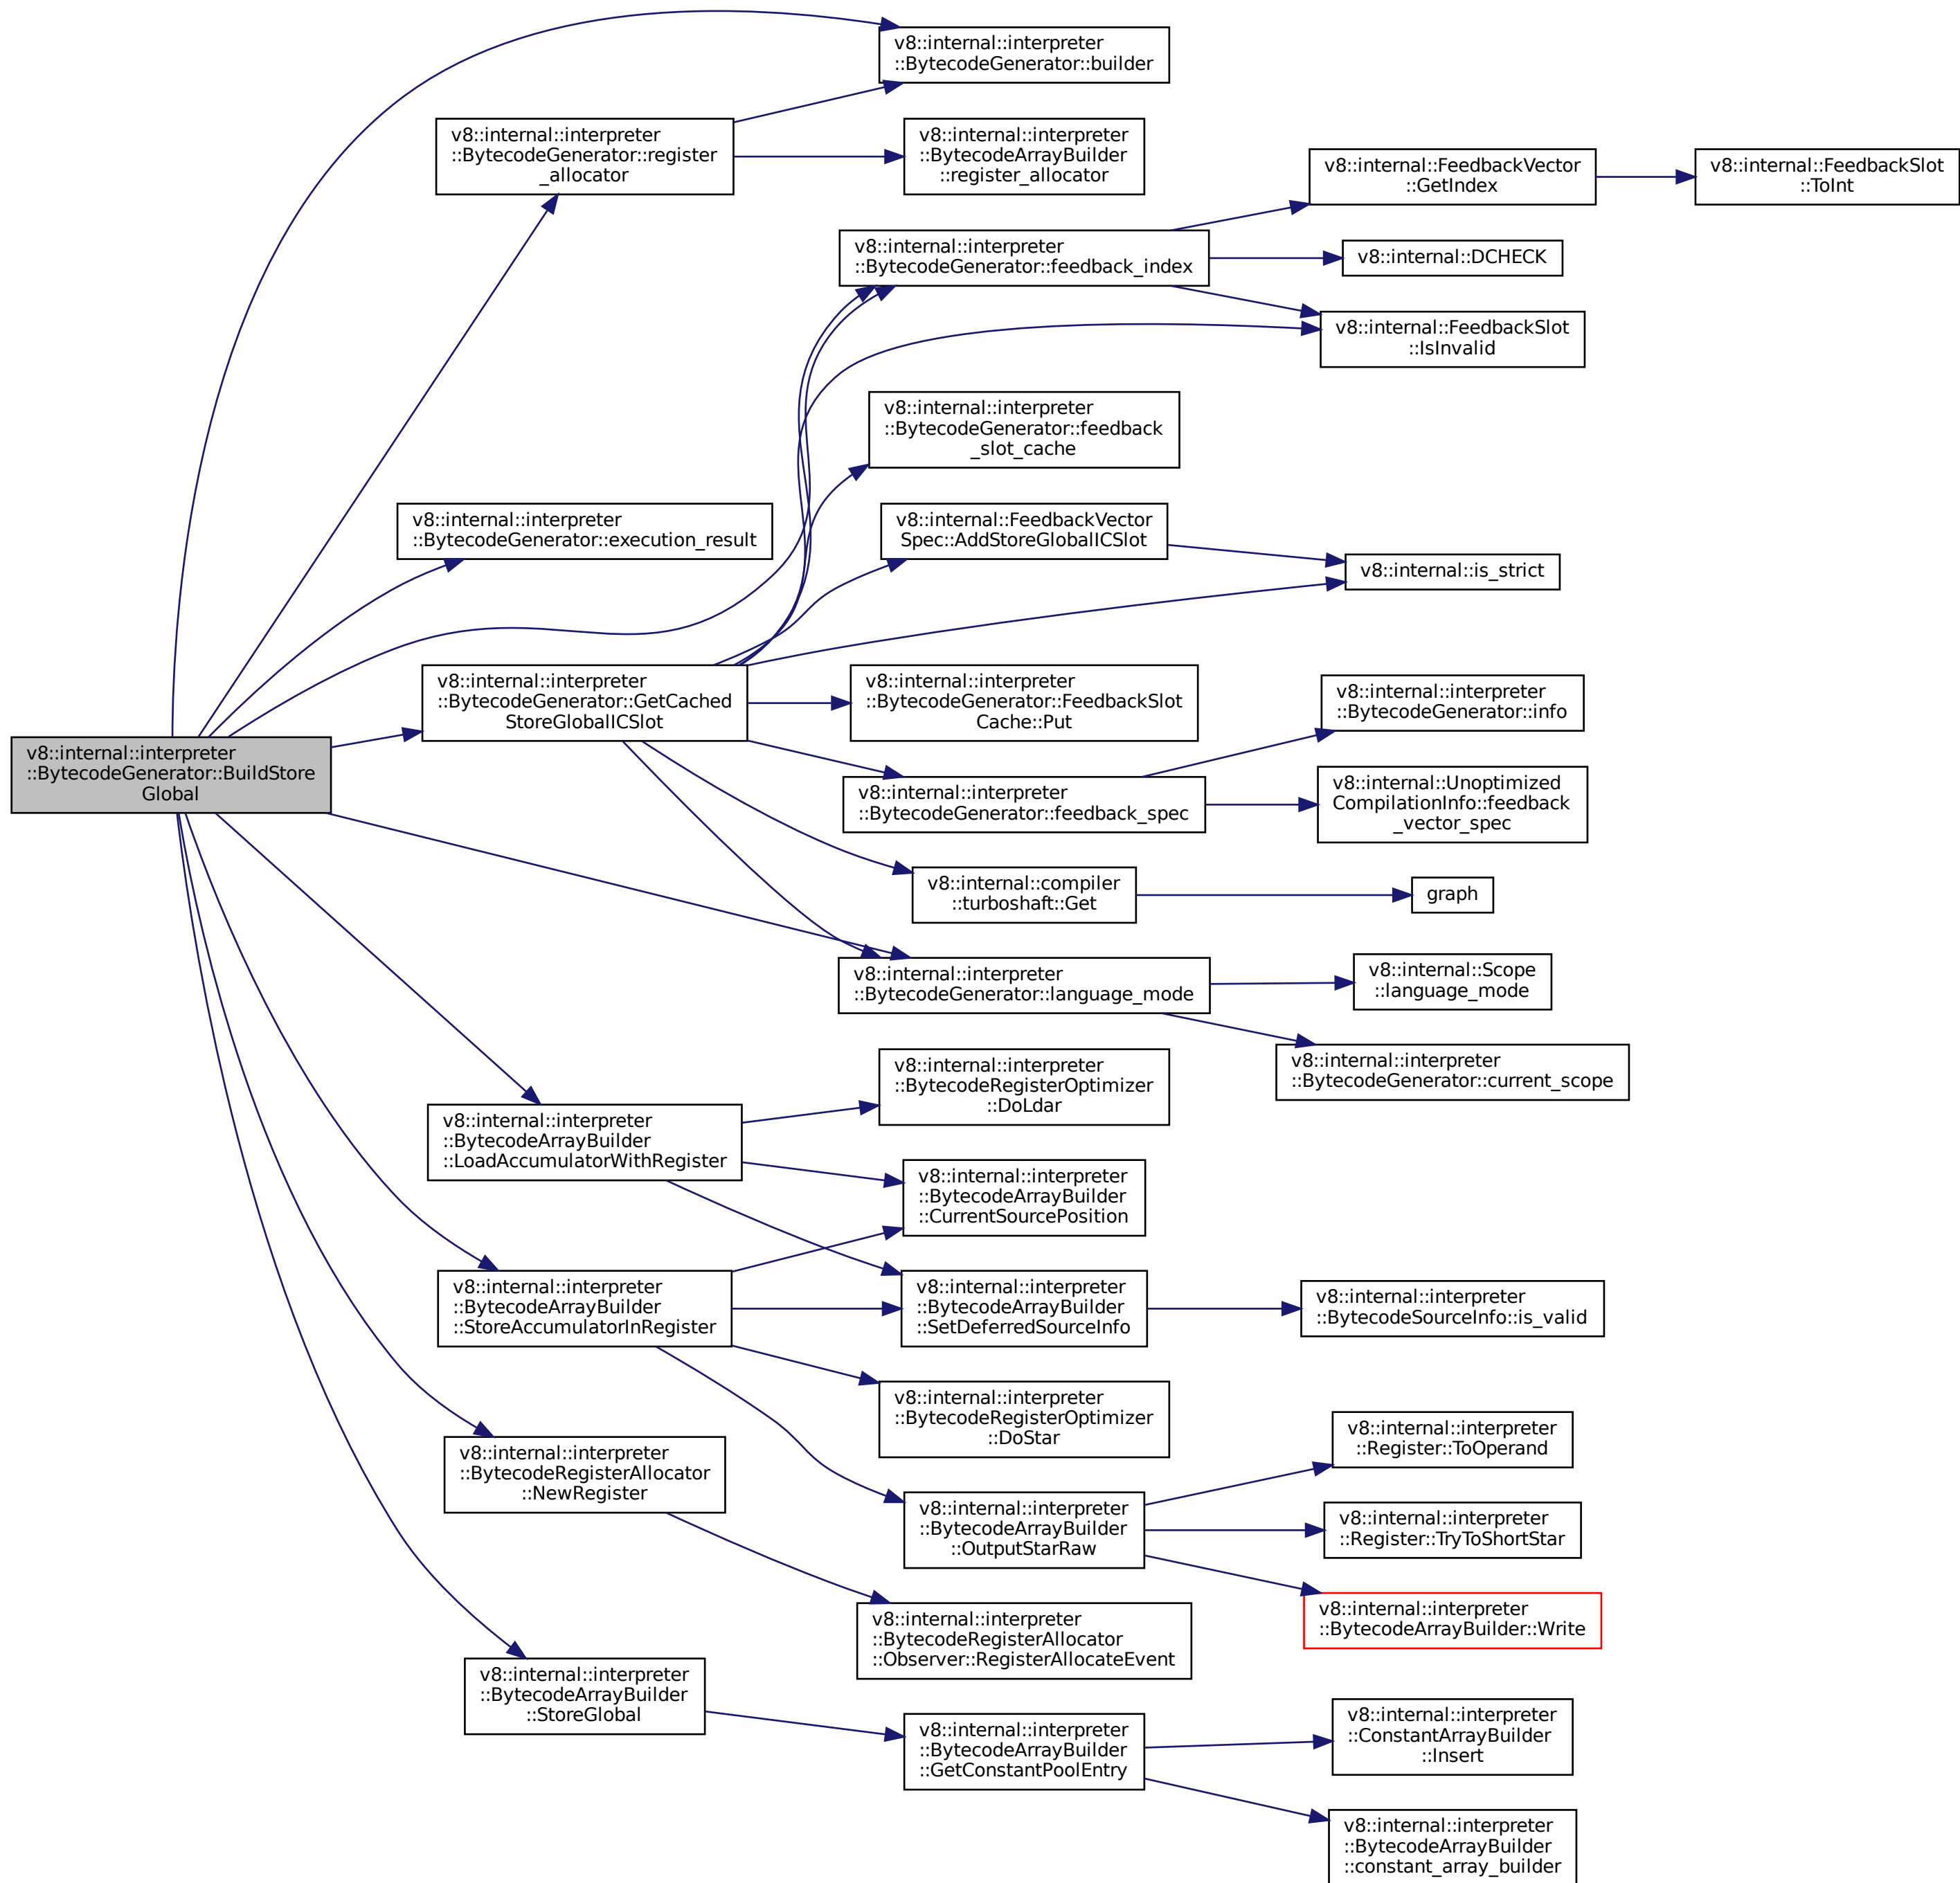 v8::internal::interpreter
::BytecodeGenerator::builder
v8::internal::interpreter
::BytecodeGenerator::register
_allocator
v8::internal::interpreter
::BytecodeArrayBuilder
::register_allocator
v8::internal::FeedbackVector
::GetIndex
v8::internal::FeedbackSlot
::ToInt
v8::internal::interpreter
::BytecodeGenerator::feedback_index
v8::internal::DCHECK
v8::internal::FeedbackSlot
::IsInvalid
v8::internal::interpreter
::BytecodeGenerator::feedback
_slot_cache
v8::internal::interpreter
::BytecodeGenerator::execution_result
v8::internal::FeedbackVector
Spec::AddStoreGlobalICSlot
v8::internal::is_strict
v8::internal::interpreter
::BytecodeGenerator::GetCached
StoreGlobalICSlot
v8::internal::interpreter
::BytecodeGenerator::FeedbackSlot
Cache::Put
v8::internal::interpreter
::BytecodeGenerator::info
v8::internal::interpreter
::BytecodeGenerator::BuildStore
Global
v8::internal::interpreter
::BytecodeGenerator::feedback_spec
v8::internal::Unoptimized
CompilationInfo::feedback
_vector_spec
v8::internal::compiler
::turboshaft::Get
graph
v8::internal::interpreter
::BytecodeGenerator::language_mode
v8::internal::Scope
::language_mode
v8::internal::interpreter
::BytecodeGenerator::current_scope
v8::internal::interpreter
::BytecodeRegisterOptimizer
::DoLdar
v8::internal::interpreter
::BytecodeArrayBuilder
::LoadAccumulatorWithRegister
v8::internal::interpreter
::BytecodeArrayBuilder
::CurrentSourcePosition
v8::internal::interpreter
::BytecodeArrayBuilder
::StoreAccumulatorInRegister
v8::internal::interpreter
::BytecodeArrayBuilder
::SetDeferredSourceInfo
v8::internal::interpreter
::BytecodeSourceInfo::is_valid
v8::internal::interpreter
::BytecodeRegisterOptimizer
::DoStar
v8::internal::interpreter
::Register::ToOperand
v8::internal::interpreter
::BytecodeRegisterAllocator
::NewRegister
v8::internal::interpreter
::BytecodeArrayBuilder
::OutputStarRaw
v8::internal::interpreter
::Register::TryToShortStar
v8::internal::interpreter
::BytecodeArrayBuilder::Write
v8::internal::interpreter
::BytecodeRegisterAllocator
::Observer::RegisterAllocateEvent
v8::internal::interpreter
::BytecodeArrayBuilder
::StoreGlobal
v8::internal::interpreter
::BytecodeArrayBuilder
::GetConstantPoolEntry
v8::internal::interpreter
::ConstantArrayBuilder
::Insert
v8::internal::interpreter
::BytecodeArrayBuilder
::constant_array_builder